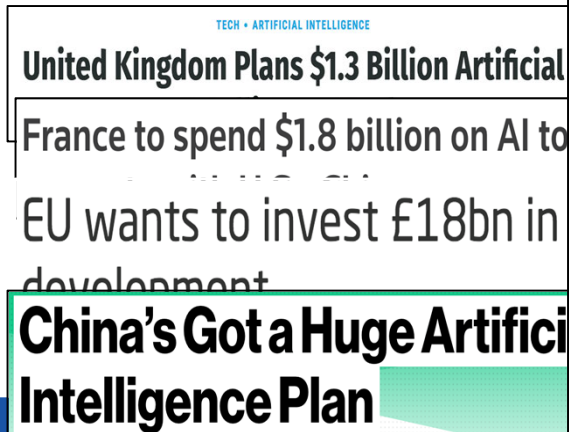 TECH • ARTIFICIAL INTELLIGENCE
United Kingdom Plans $1.3 Billion Artificial
France to spend $1.8 billion on AI to
EU wants to invest £18bn in
development
China's Got a Huge Artifici
Intelligence Plan